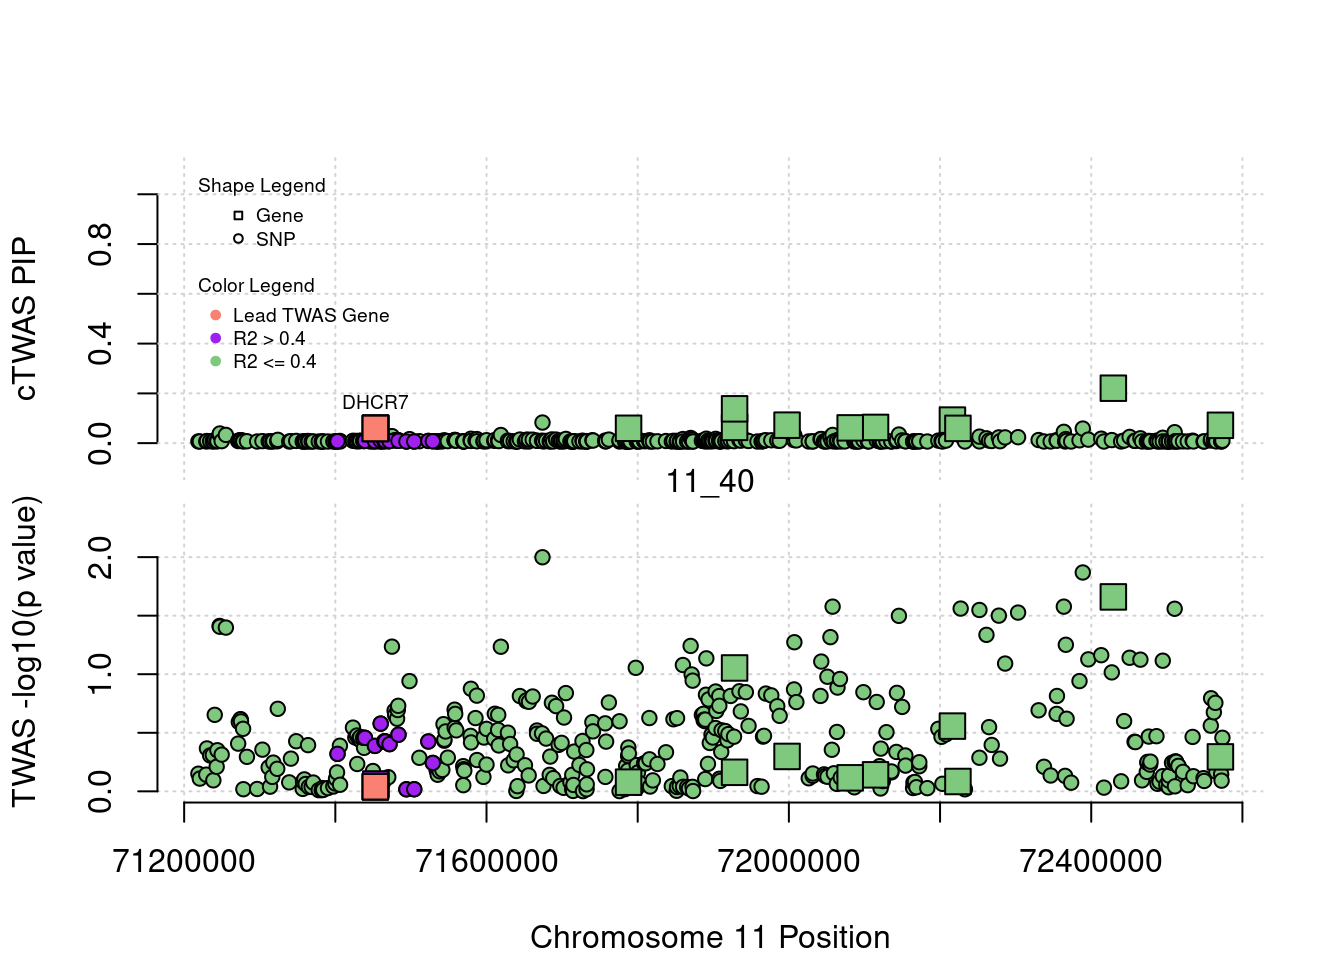 Shape Legend
Gene
SNP
Color Legend
Lead TWAS Gene
R2 > 0.4
R2 <= 0.4
DHCR7
cTWAS PIP
0.8
0.4
0.0
11_40
TWAS -log10(p value)
2.0
1.0
0.0
71200000 71600000 72000000 72400000
Chromosome 11 Position